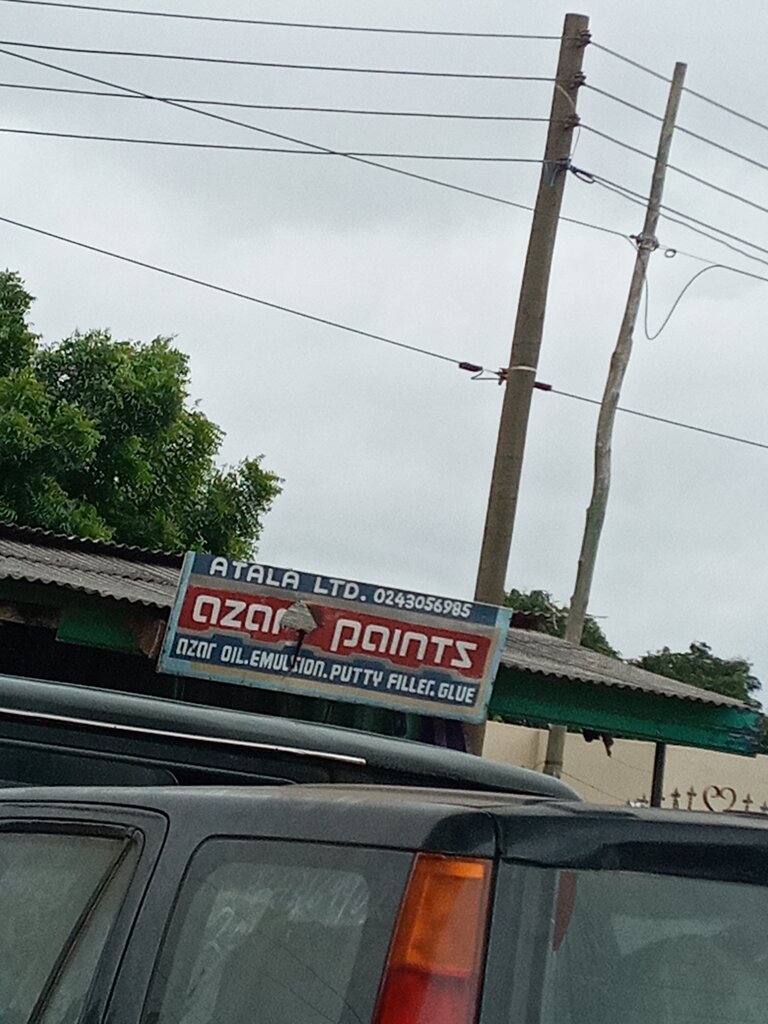 ATALA LTD. 0243056985
azar paints
azar OIL.EMULSION.PUTTY FILLER.GLUE